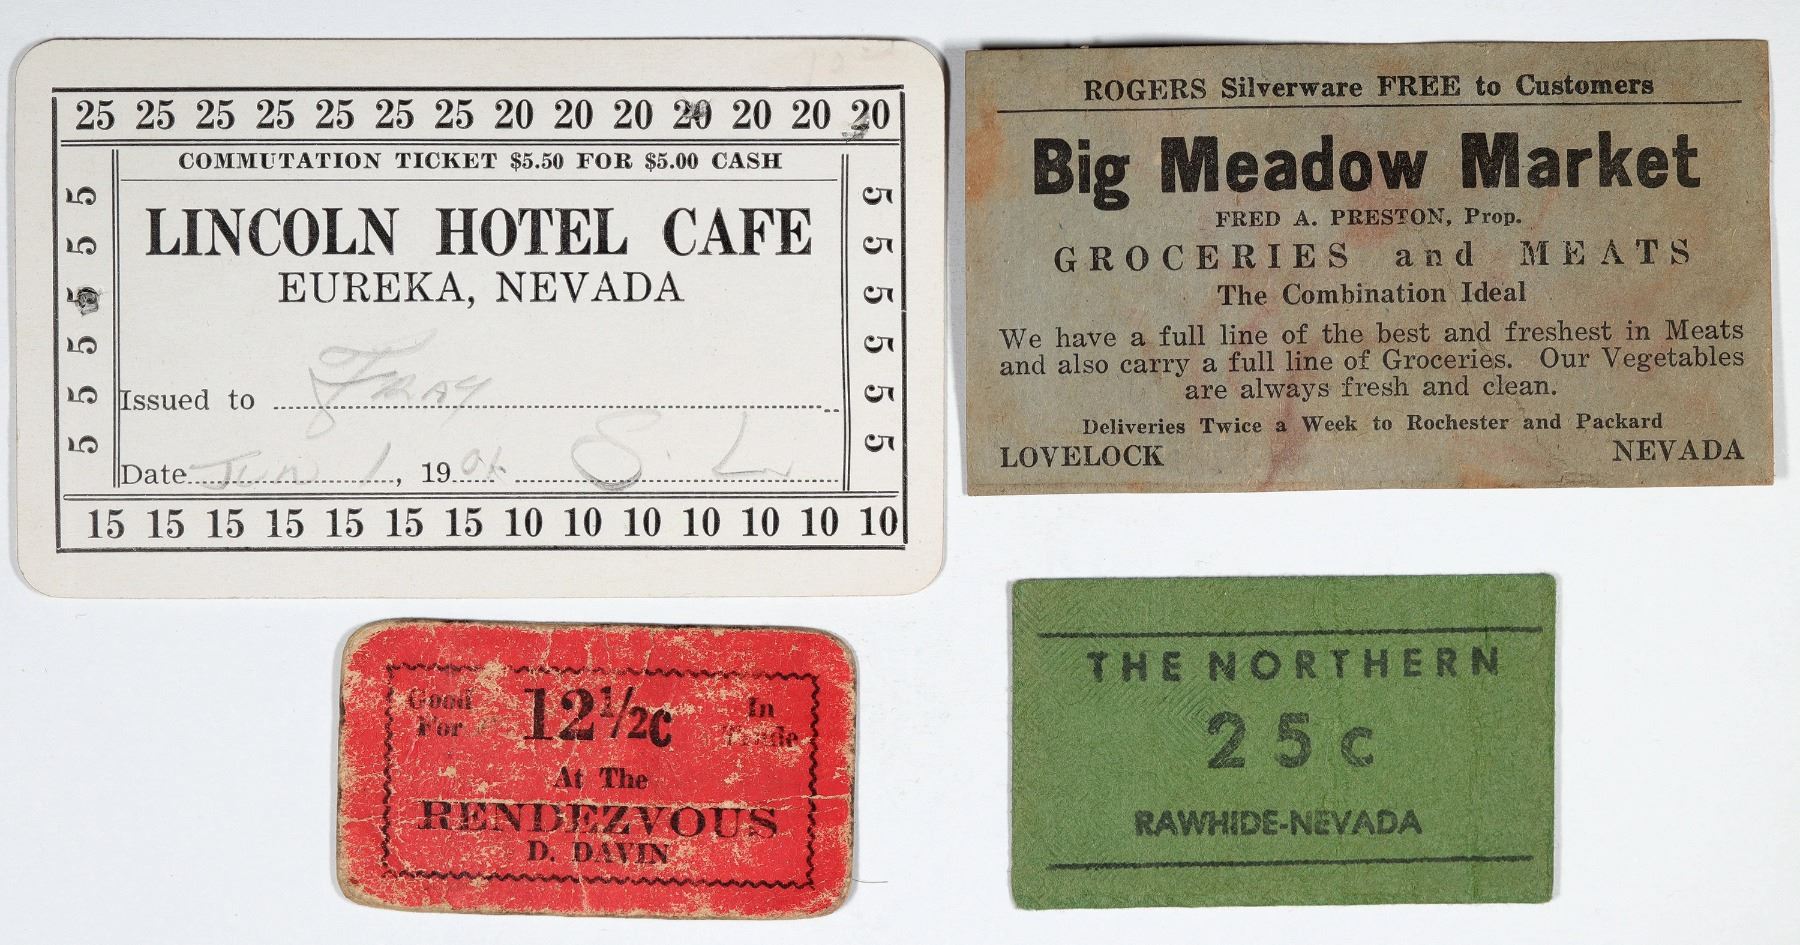 25 25 25 25 25 25 25 20 20 20 20 20 20 20
COMMUTATION TICKET $5.50 FOR $5.00 CASH
LINCOLN HOTEL CAFE
EUREKA, NEVADA
Issued to
Date Jun 1, 19
5 5 5 5 5 5
5 5 5 5 5 5
15 15 15 15 15 15 15 10 10 10 10 10 10 10
ROGERS Silverware FREE to Customers
Big Meadow Market
FRED A. PRESTON, Prop.
GROCERIES and MEATS
The Combination Ideal
We have a full line of the best and freshest in Meats
and also carry a full line of Groceries. Our Vegetables
are always fresh and clean.
Deliveries Twice a Week to Rochester and Packard
LOVELOCK NEVADA
Good For 12½c In Trade
At The
RENDEZVOUS
D. DAVIN
THE NORTHERN
25c
RAWHIDE-NEVADA